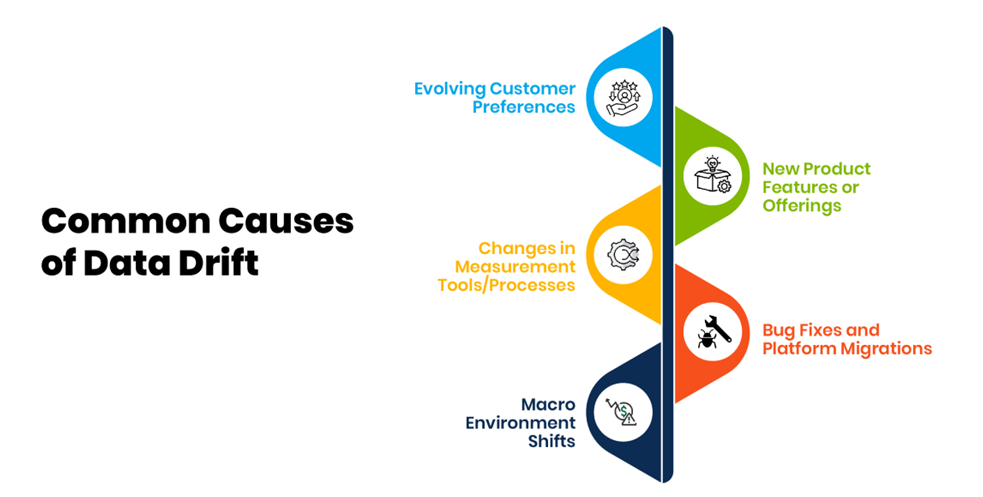 Common Causes
of Data Drift
Evolving Customer
Preferences
New Product
Features or
Offerings
Changes in
Measurement
Tools/Processes
Bug Fixes and
Platform Migrations
Macro
Environment
Shifts